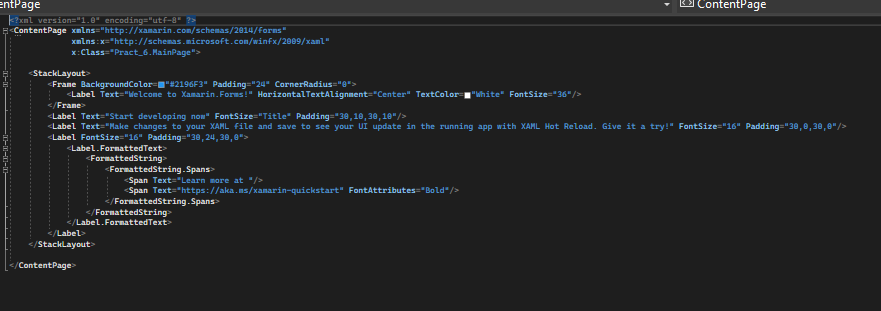 ntPage
ContentPage
<?xml version="1.0" encoding="utf-8" ?>
<ContentPage xmlns="http://xamarin.com/schemas/2014/forms"
xmlns:x="http://schemas.microsoft.com/winfx/2009/xaml"
x:Class="Pract_6.MainPage">
<StackLayout>
<Frame BackgroundColor="#2196F3" Padding="24" CornerRadius="0">
<Label Text="Welcome to Xamarin.Forms!" HorizontalTextAlignment="Center" TextColor="White" FontSize="36"/>
</Frame>
<Label Text="Start developing now" FontSize="Title" Padding="30,10,30,10"/>
<Label Text="Make changes to your XAML file and save to see your UI update in the running app with XAML Hot Reload. Give it a try!" FontSize="16" Padding="30,0,30,0"/>
<Label FontSize="16" Padding="30,24,30,0">
<Label.FormattedText>
<FormattedString>
<FormattedString.Spans>
<Span Text="Learn more at "/>
<Span Text="https://aka.ms/xamarin-quickstart" FontAttributes="Bold"/>
</FormattedString.Spans>
</FormattedString>
</Label.FormattedText>
</Label>
</StackLayout>
</ContentPage>